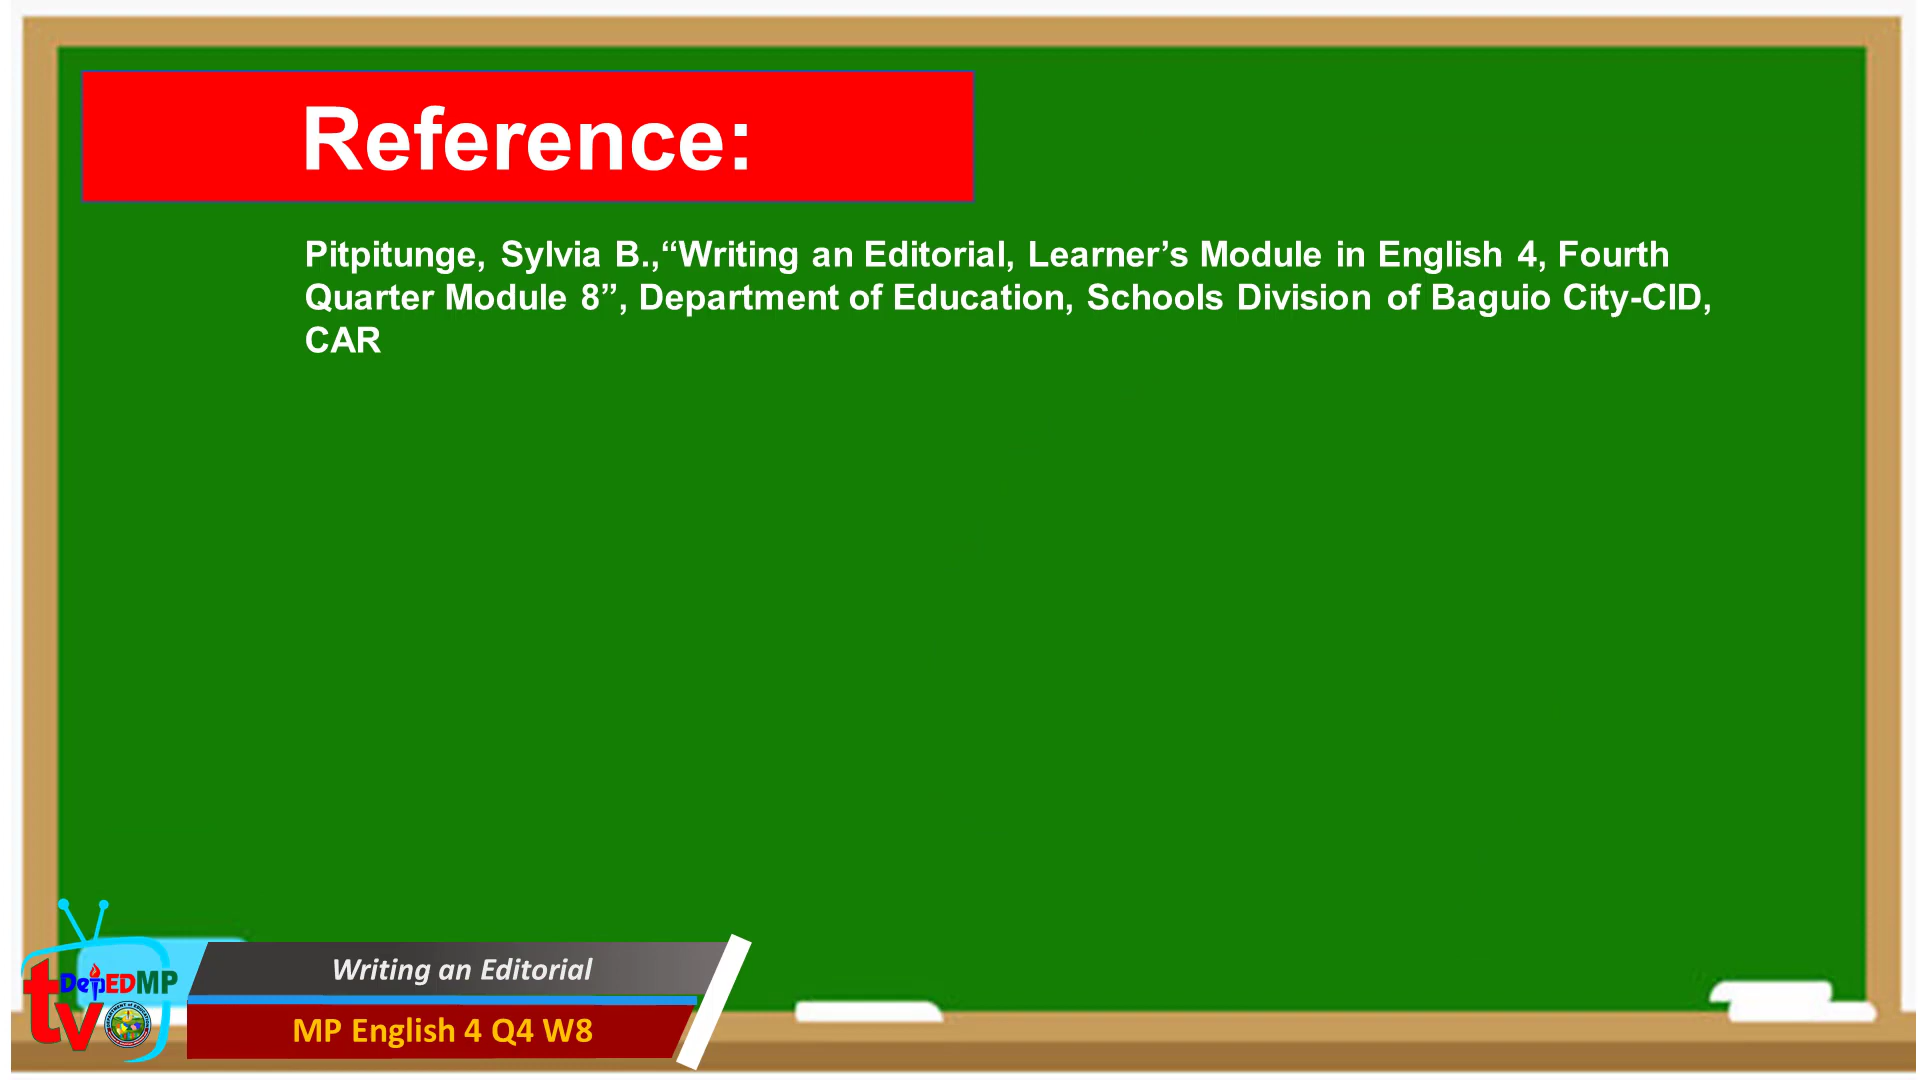 Reference:
Pitpitunge, Sylvia B.,“Writing an Editorial, Learner’s Module in English 4, Fourth
Quarter Module 8”, Department of Education, Schools Division of Baguio City-CID,
CAR
Writing an Editorial
DepEDMP
tv
MP English 4 Q4 W8